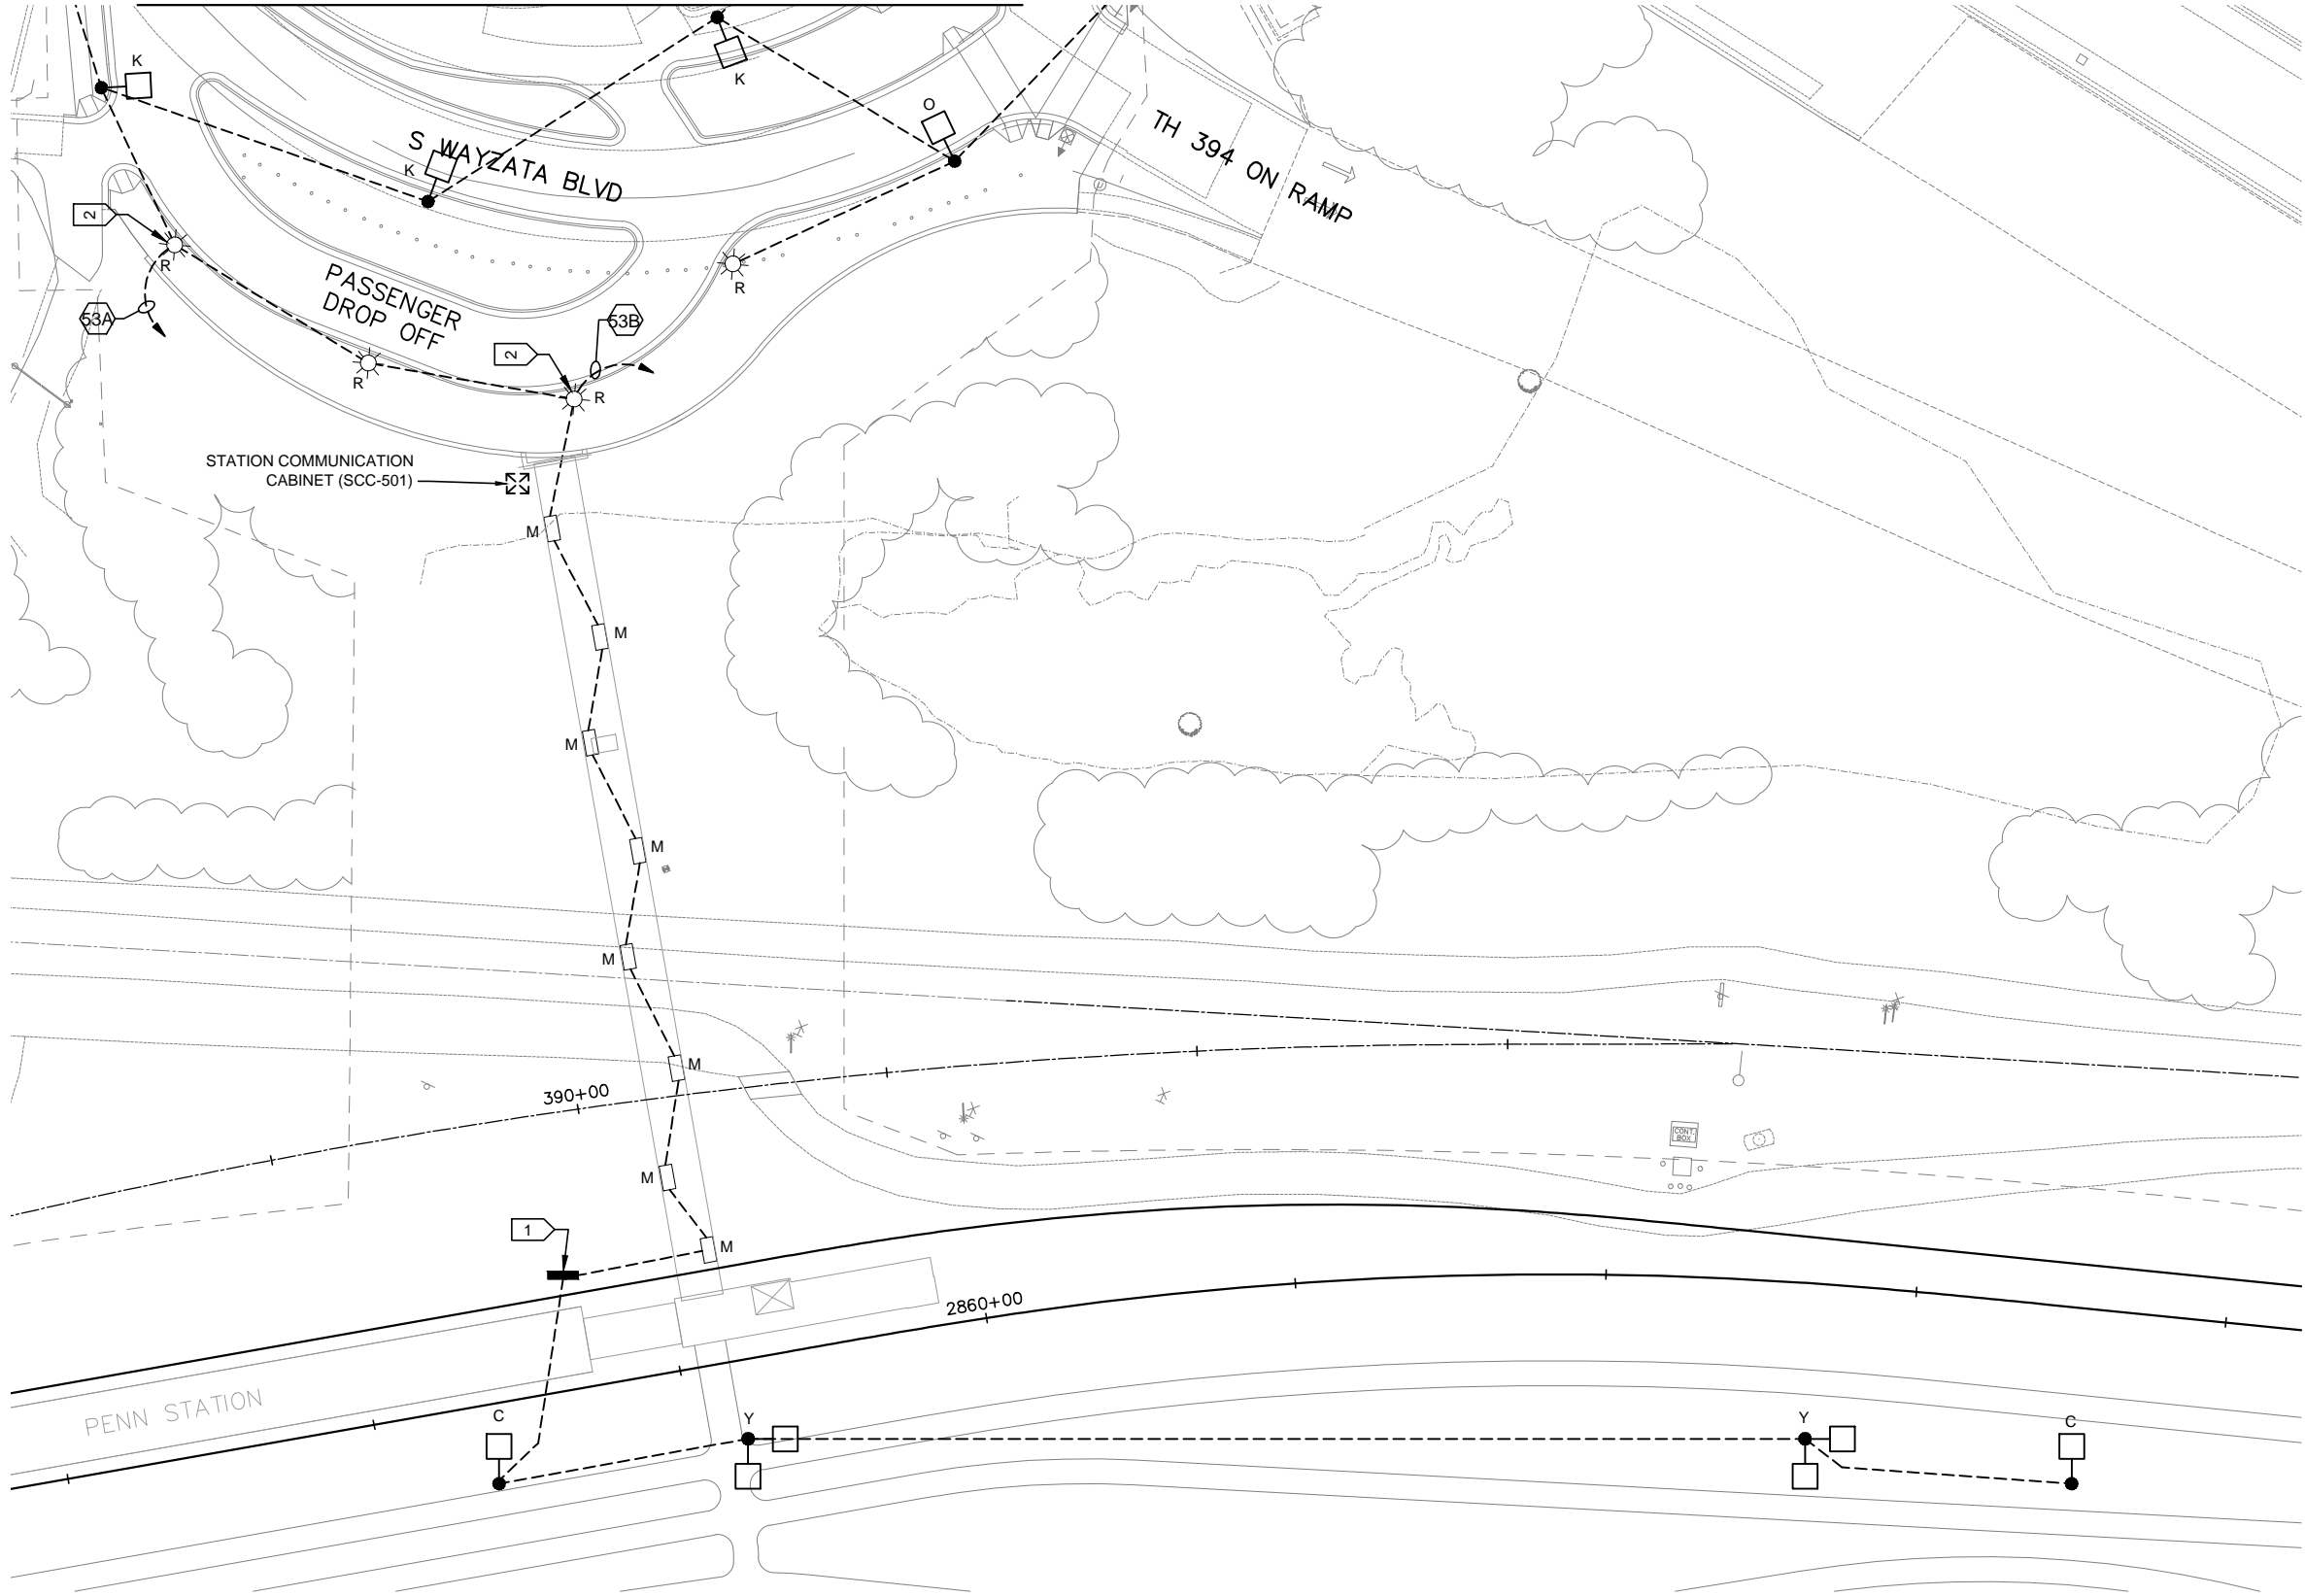 K
K
O
S WAYZATA BLVD
K
TH 394 ON RAMP
2
R
PASSENGER
DROP OFF
R
53A
53B
2
R
R
STATION COMMUNICATION
CABINET (SCC-501)
M
M
M
M
M
M
390+00
CONT.
BOX
M
1
M
2860+00
PENN STATION
C
Y
Y
C